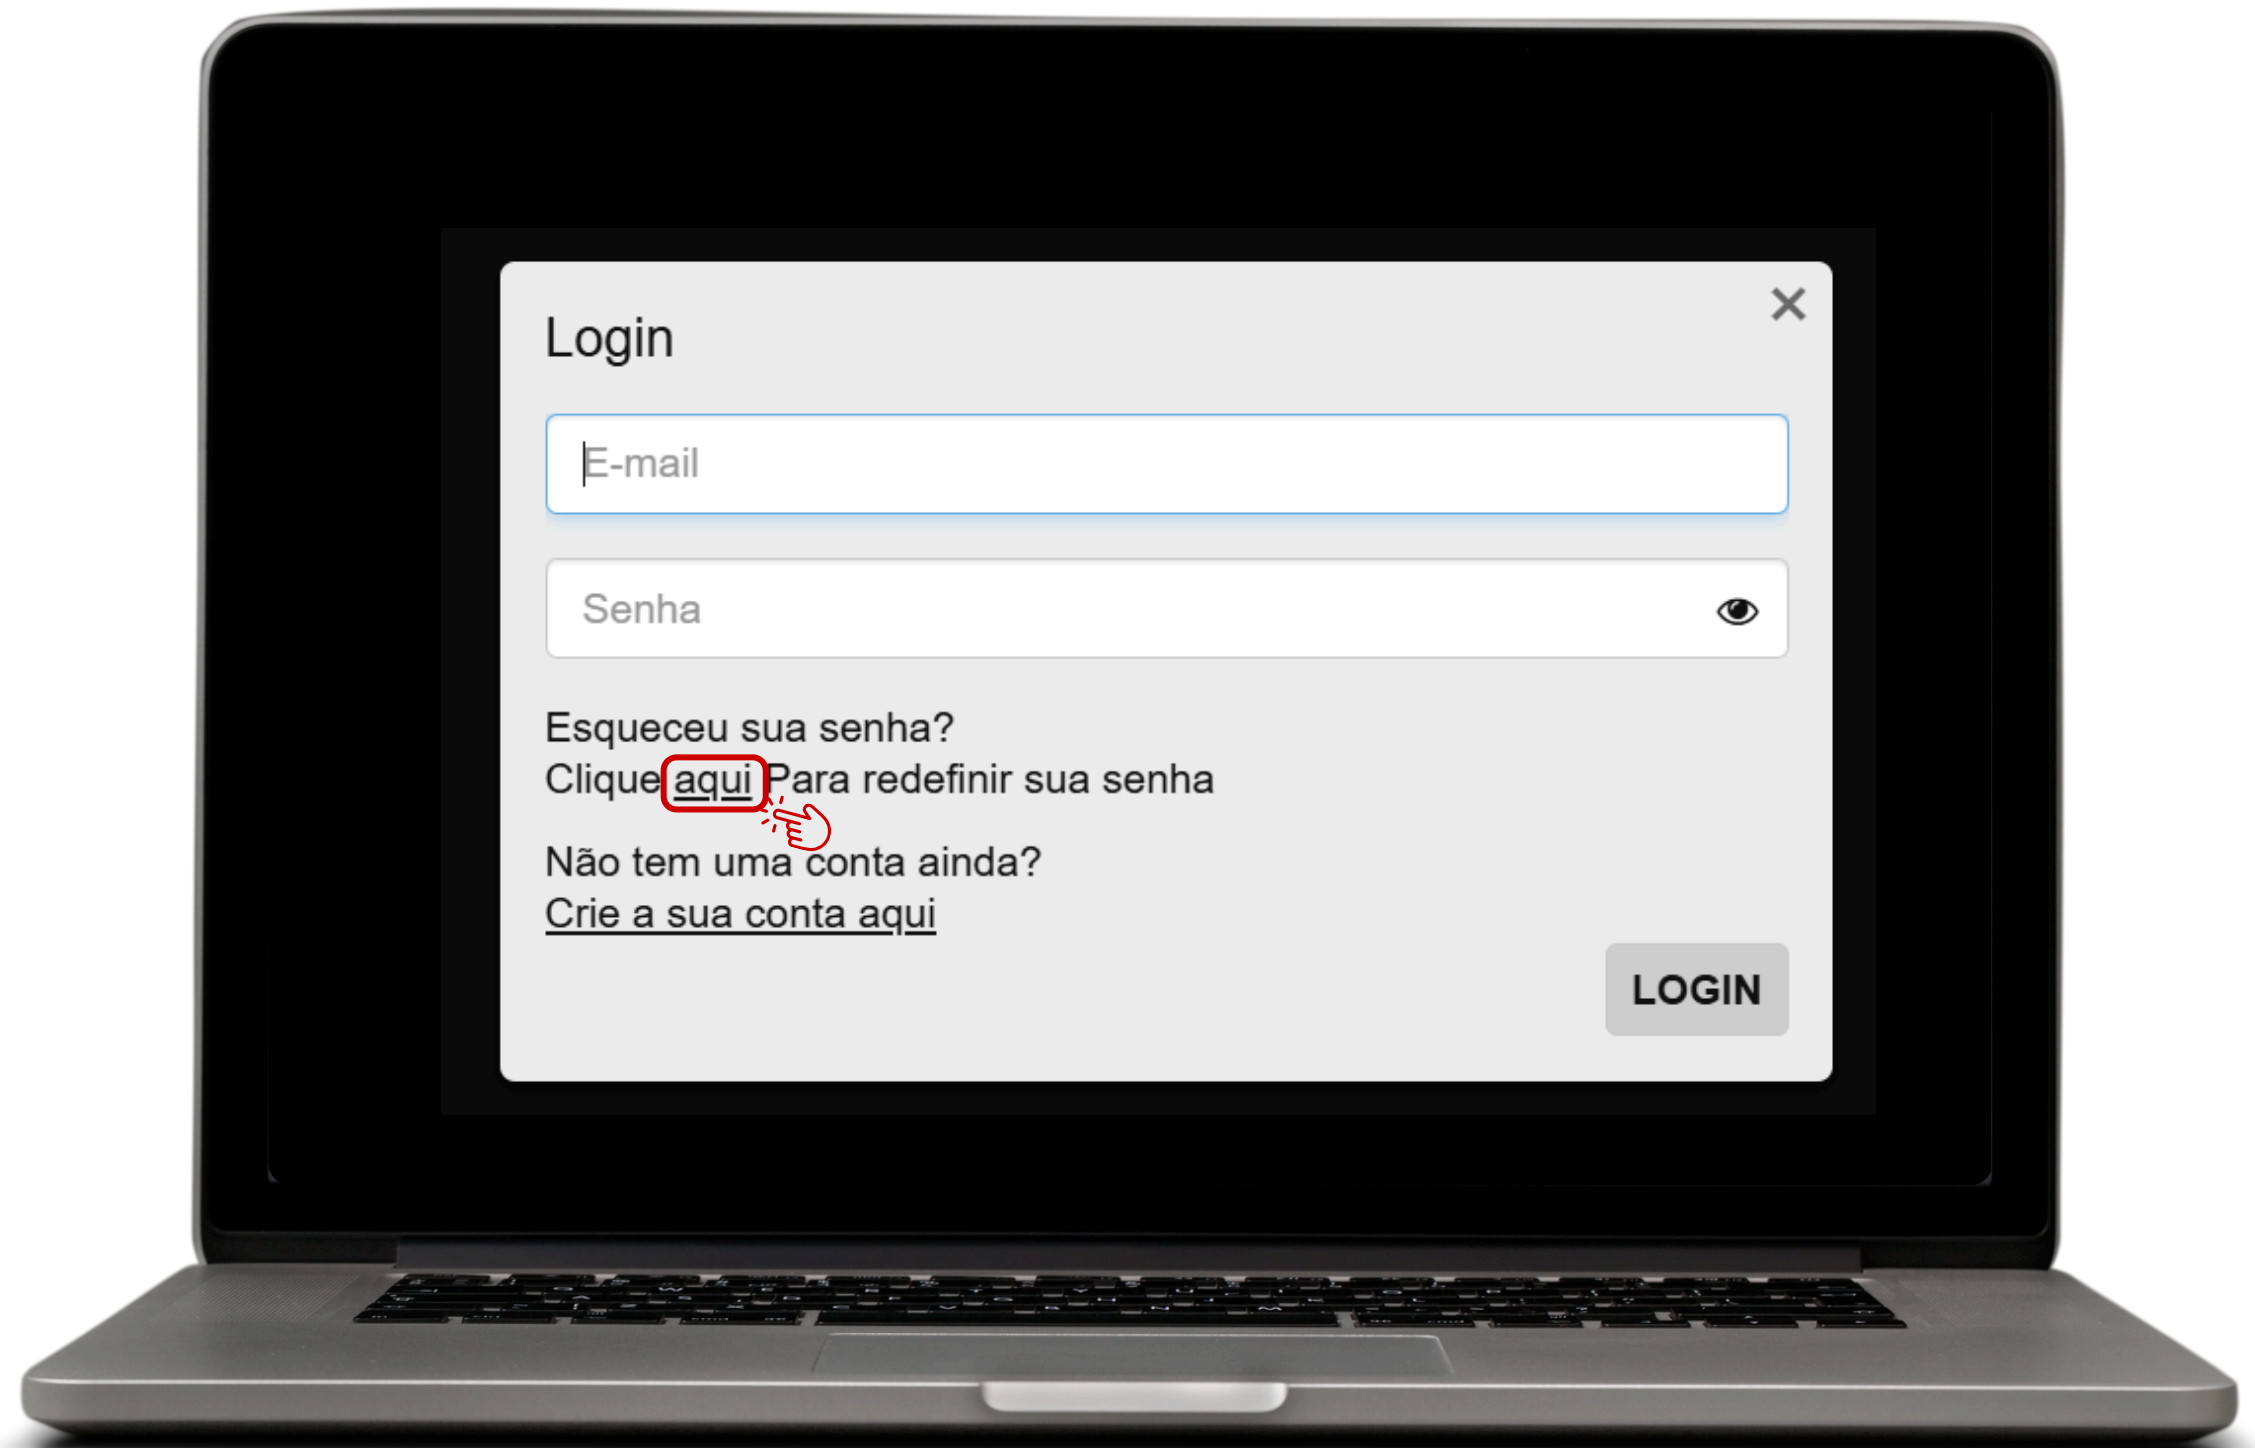 Login
E-mail
Senha
Esqueceu sua senha?
Clique aqui Para redefinir sua senha
Não tem uma conta ainda?
Crie a sua conta aqui
LOGIN